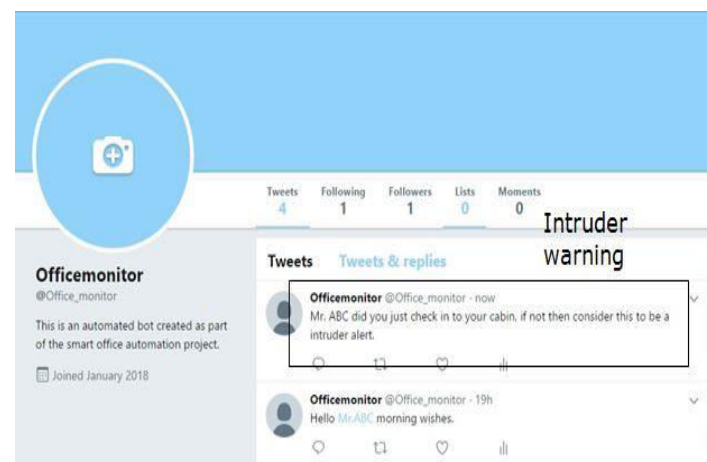 Tweets Following Followers Lists Moments
4 1 1 0 0
Intruder
warning
Officemonitor
@Office_monitor
This is an automated bot created as part
of the smart office automation project.
Joined January 2018
Tweets Tweets & replies
Officemonitor @Office_monitor · now
Mr. ABC did you just check in to your cabin, if not then consider this to be a
intruder alert.
Officemonitor @Office_monitor · 19h
Hello Mr.ABC morning wishes.